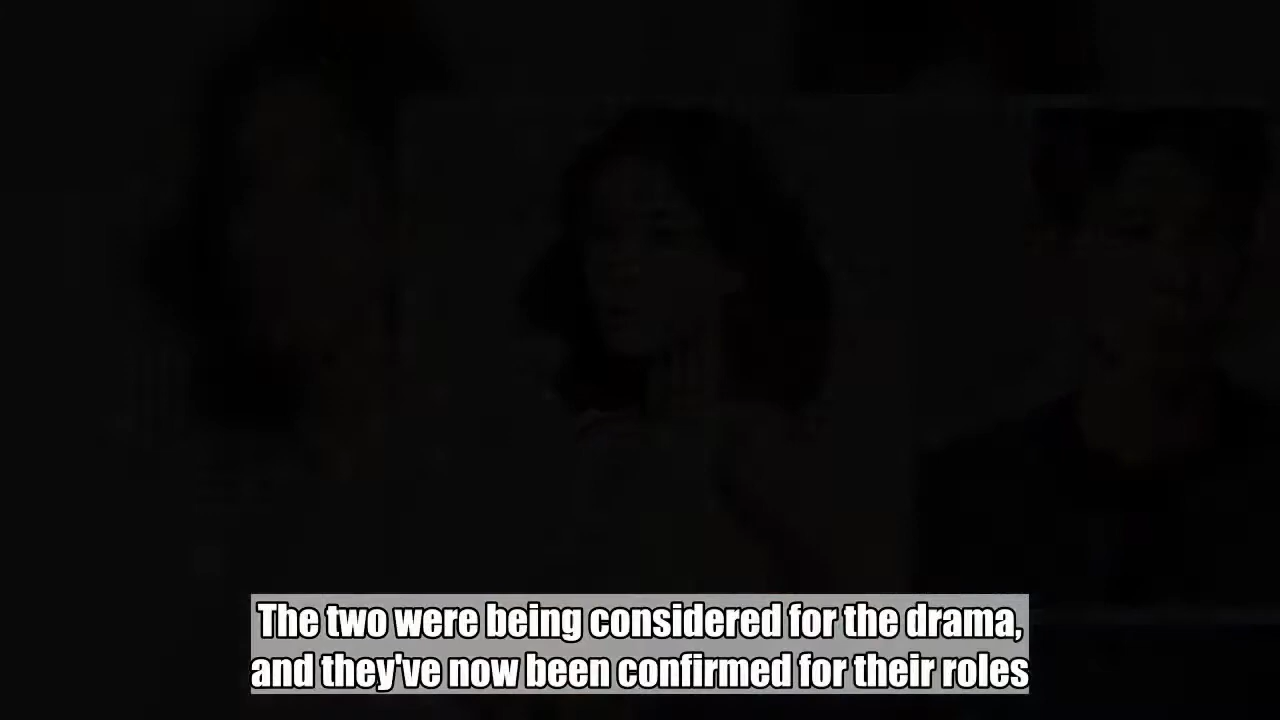 The two were being considered for the drama,
and they've now been confirmed for their roles